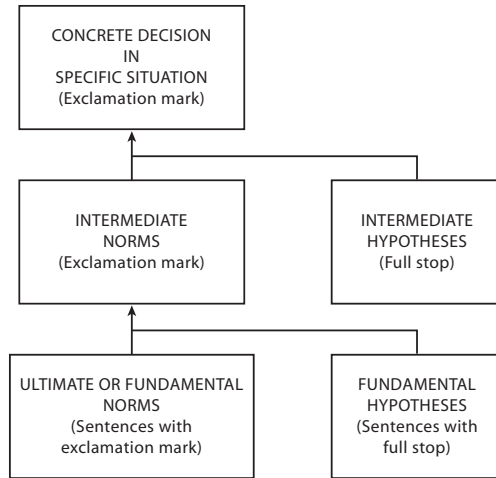 CONCRETE DECISION
IN
SPECIFIC SITUATION
(Exclamation mark)
INTERMEDIATE
NORMS
(Exclamation mark)
INTERMEDIATE
HYPOTHESES
(Full stop)
ULTIMATE OR FUNDAMENTAL
NORMS
(Sentences with
exclamation mark)
FUNDAMENTAL
HYPOTHESES
(Sentences with
full stop)